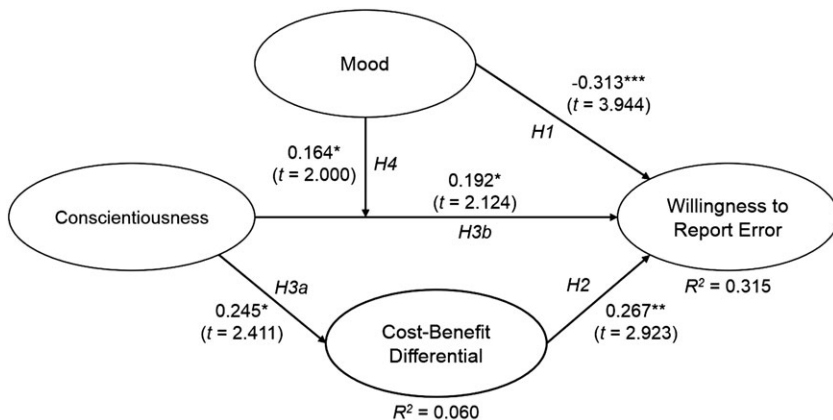 Mood
-0.313***
(t = 3.944)
H1
0.164*
(t = 2.000)
H4
0.192*
(t = 2.124)
H3b
Conscientiousness
Willingness to
Report Error
R² = 0.315
H3a
0.245*
(t = 2.411)
H2
0.267**
(t = 2.923)
Cost-Benefit
Differential
R² = 0.060